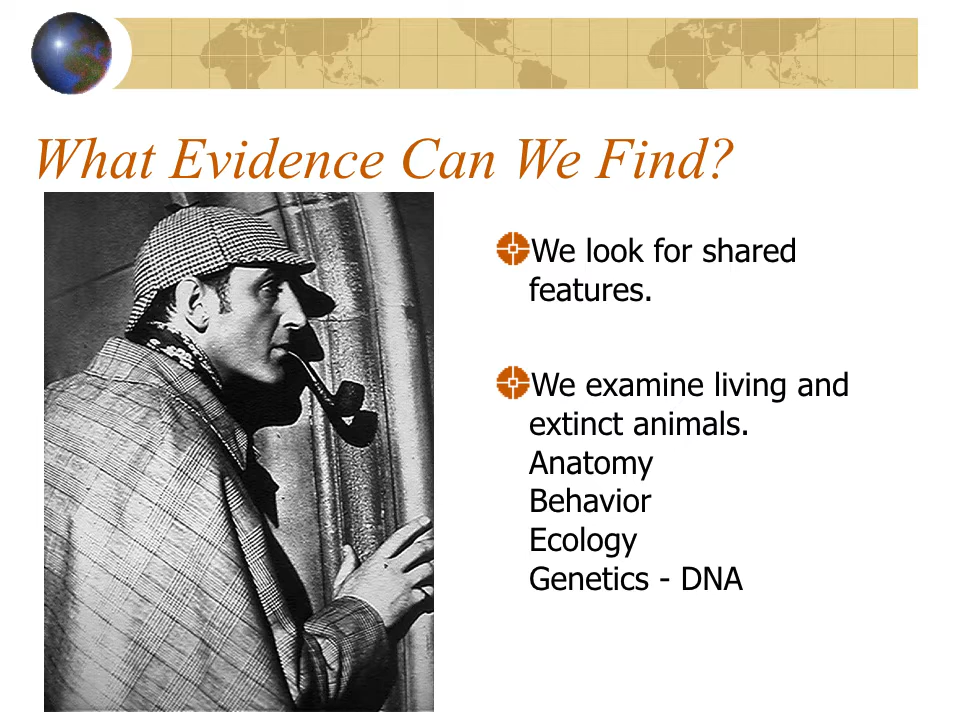 What Evidence Can We Find?
We look for shared
features.
We examine living and
extinct animals.
Anatomy
Behavior
Ecology
Genetics - DNA